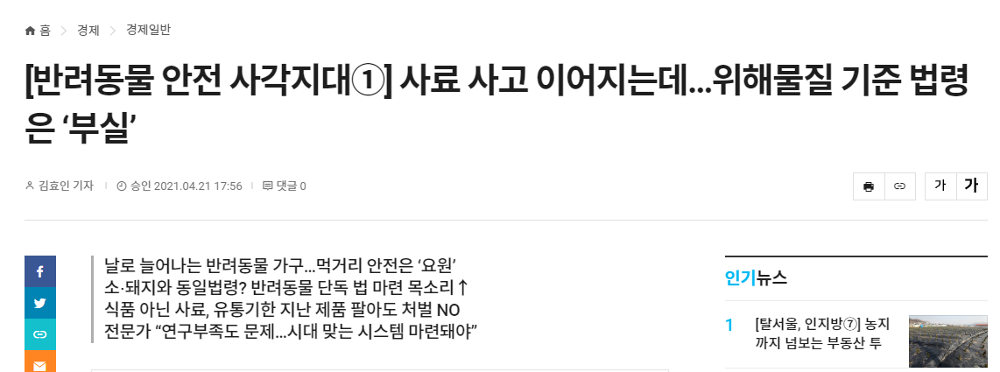 홈 > 경제 > 경제일반
[반려동물 안전 사각지대①] 사료 사고 이어지는데...위해물질 기준 법령
은 ‘부실’
김효인 기자 승인 2021.04.21 17:56 댓글 0
가 가
날로 늘어나는 반려동물 가구...먹거리 안전은 ‘요원’
소·돼지와 동일법령? 반려동물 단독 법 마련 목소리↑
식품 아닌 사료, 유통기한 지난 제품 팔아도 처벌 NO
전문가 “연구부족도 문제...시대 맞는 시스템 마련돼야”
인기뉴스
1 [탈서울, 인지방⑦] 농지
까지 넘보는 부동산 투